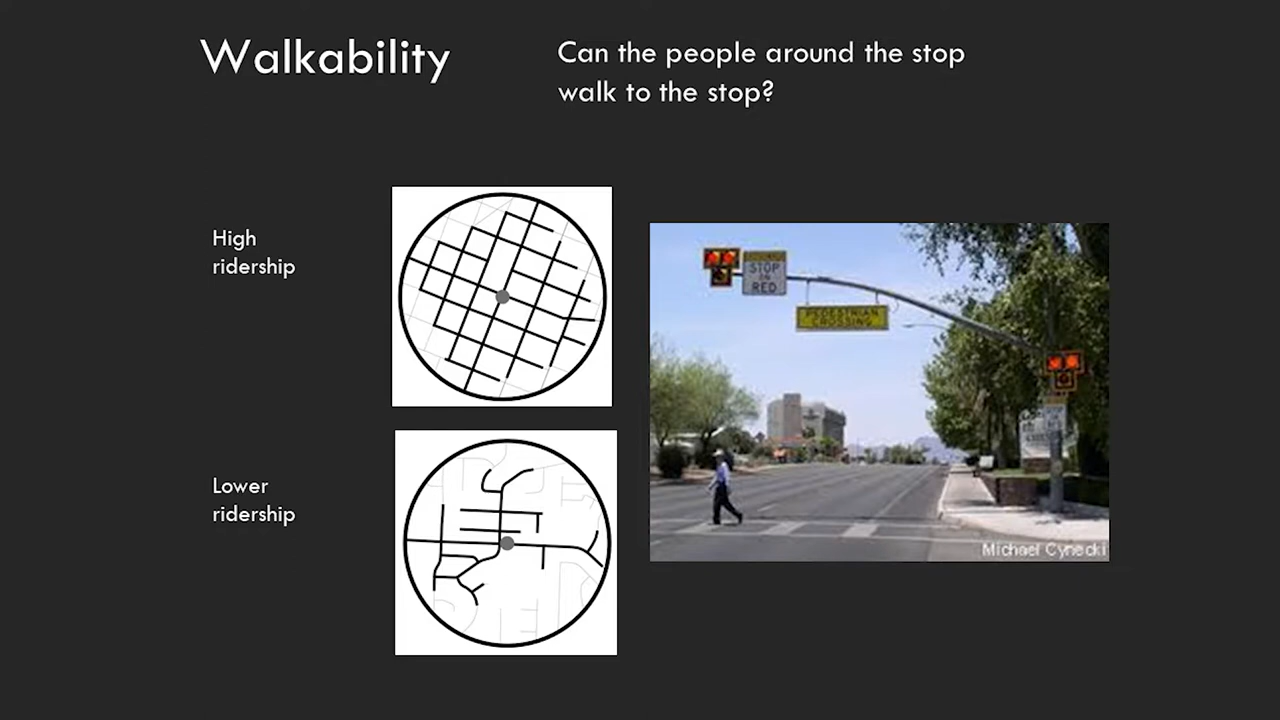 Walkability
Can the people around the stop
walk to the stop?
High
ridership
Lower
ridership
STOP
ON
RED
PEDESTRIAN
CROSSING
Michael Cynecki